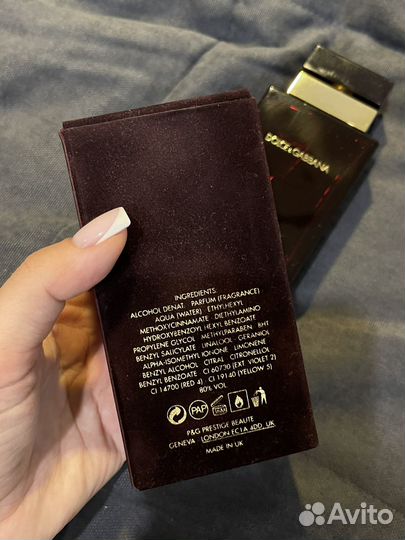 DOLCE & GABBANA
INGREDIENTS:
ALCOHOL DENAT. PARFUM (FRAGRANCE)
AQUA (WATER) · ETHYLHEXYL
METHOXYCINNAMATE · DIETHYLAMINO
HYDROXYBENZOYL HEXYL BENZOATE
PROPYLENE GLYCOL METHYLPARABEN BHT
BENZYL SALICYLATE LINALOOL · GERANIOL
ALPHA-ISOMETHYL IONONE LIMONENE
BENZYL ALCOHOL CITRAL CITRONELLOL
BENZYL BENZOATE CI 60730 (EXT VIOLET 2)
CI 14700 (RED 4) CI 19140 (YELLOW 5)
80% VOL
PAP
P&G PRESTIGE BEAUTE
GENEVA · LONDON EC1A 4DD, UK
MADE IN UK
Avito